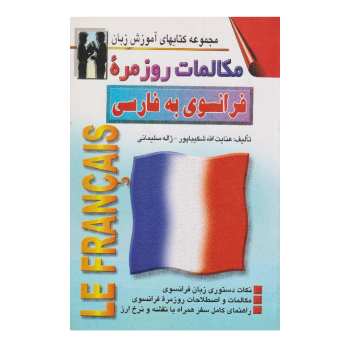 مجموعه کتابهای آموزش زبان
مکالمات روزمرهٔ
فرانسوی به فارسی
تألیف: عنایت الله شکیباپور - ژاله سلیمانی
LE FRANÇAIS
نکات دستوری زبان فرانسوی
مکالمات و اصطلاحات روزمرهٔ فرانسوی
راهنمای کامل سفر همراه با نقشه و نرخ ارز